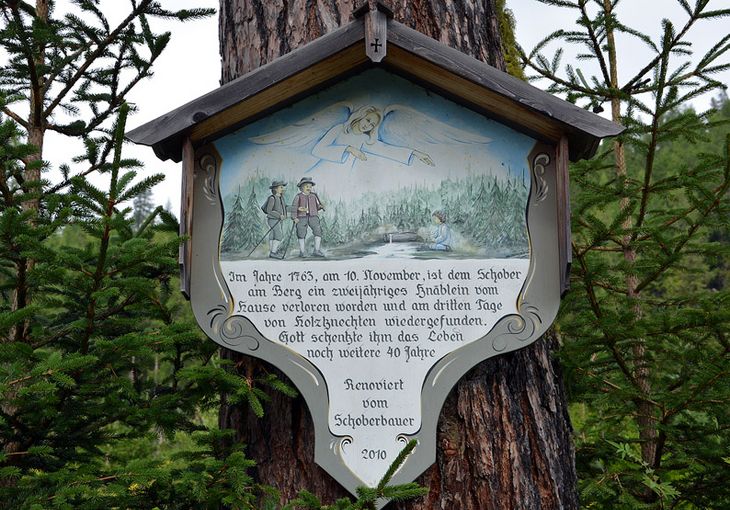 Im Jahre 1763, am 10. November, ist dem Schober
am Berg ein zweijähriges Knäblein vom
Hause verloren worden und am dritten Tage
von Holzknechten wiedergefunden.
Gott schenkte ihm das Leben
noch weitere 40 Jahre
Renoviert
vom
Schoberbauer
2010